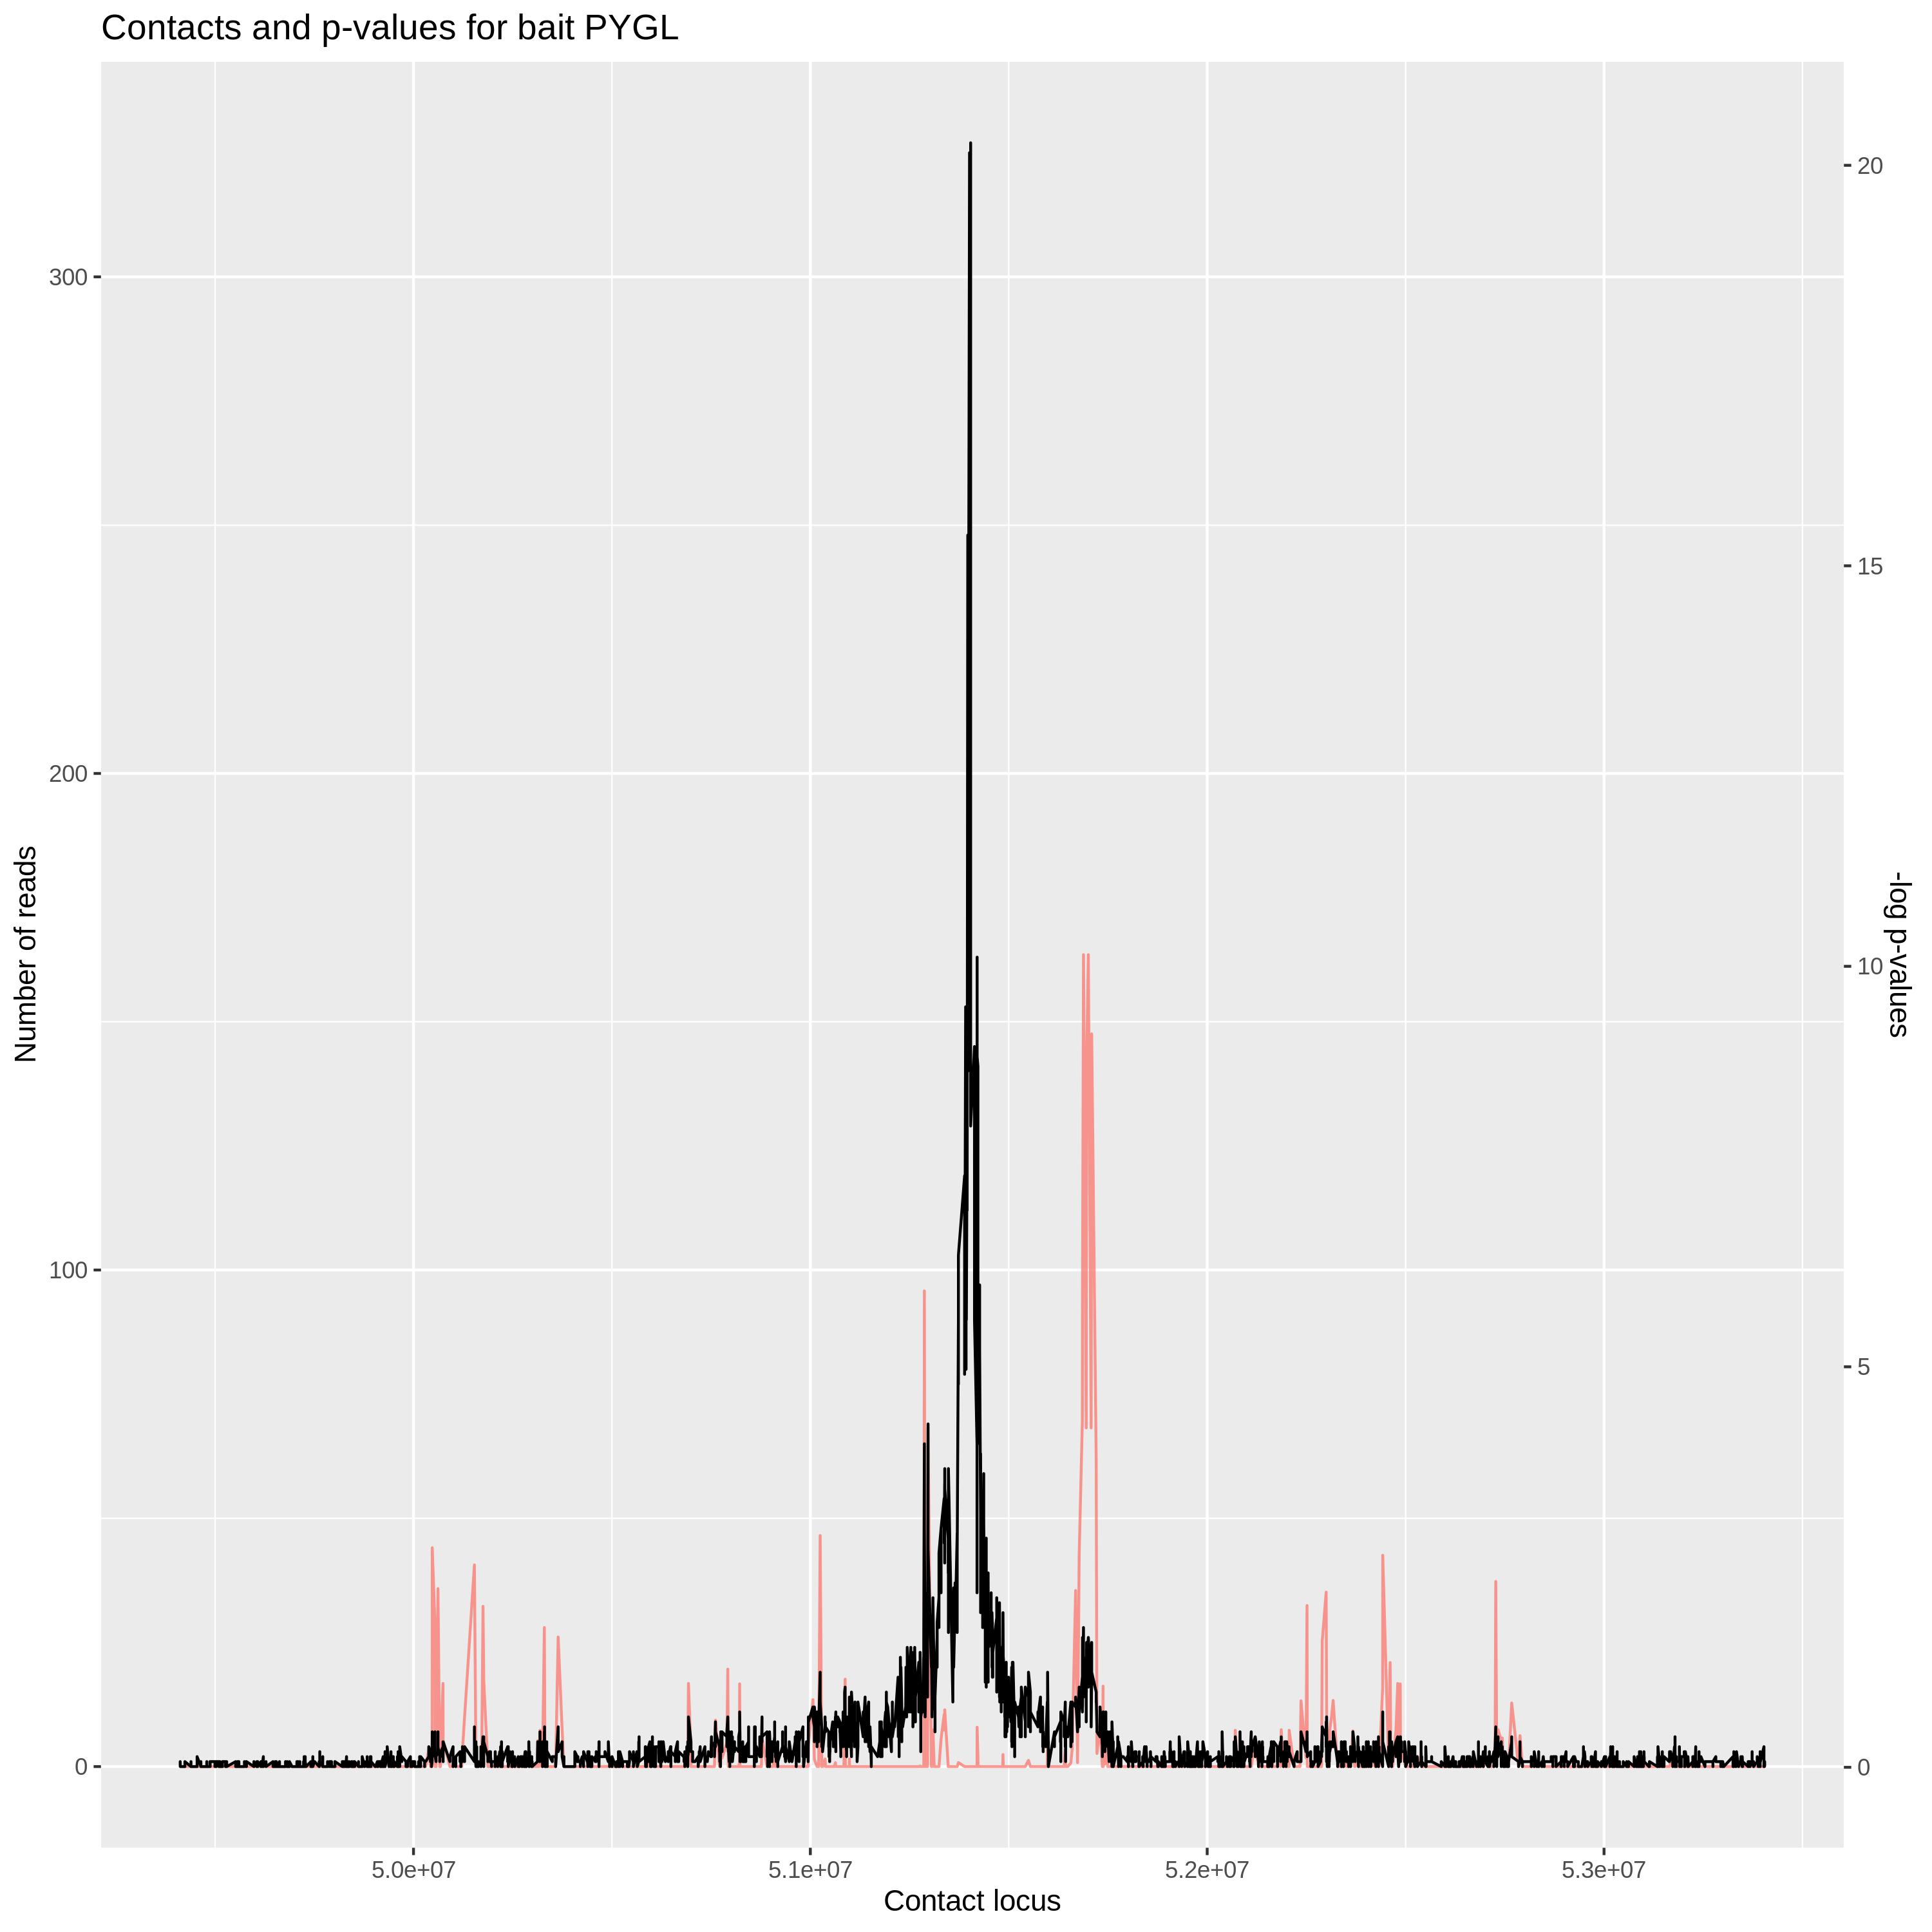 Contacts and p-values for bait PYGL
300
200
100
0
Number of reads
20
15
10
5
0
-log p-values
5.0e+07
5.1e+07
5.2e+07
5.3e+07
Contact locus